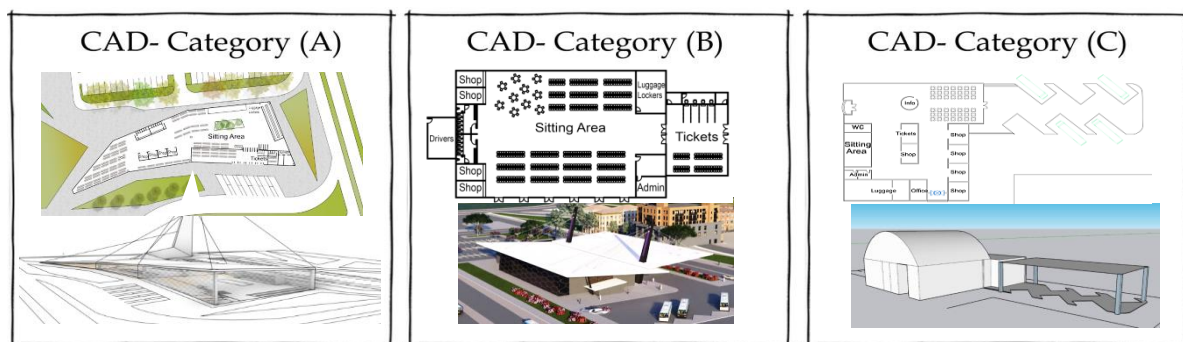 CAD- Category (A)
Sitting Area
Tickets
CAD- Category (B)
Shop
Shop
Luggage
Lockers
Drivers
Sitting Area
Tickets
Shop
Shop
Admin
CAD- Category (C)
Info
WC
Tickets
Shop
Sitting
Area
Shop
Shop
Admin
Shop
Luggage
Office
Shop